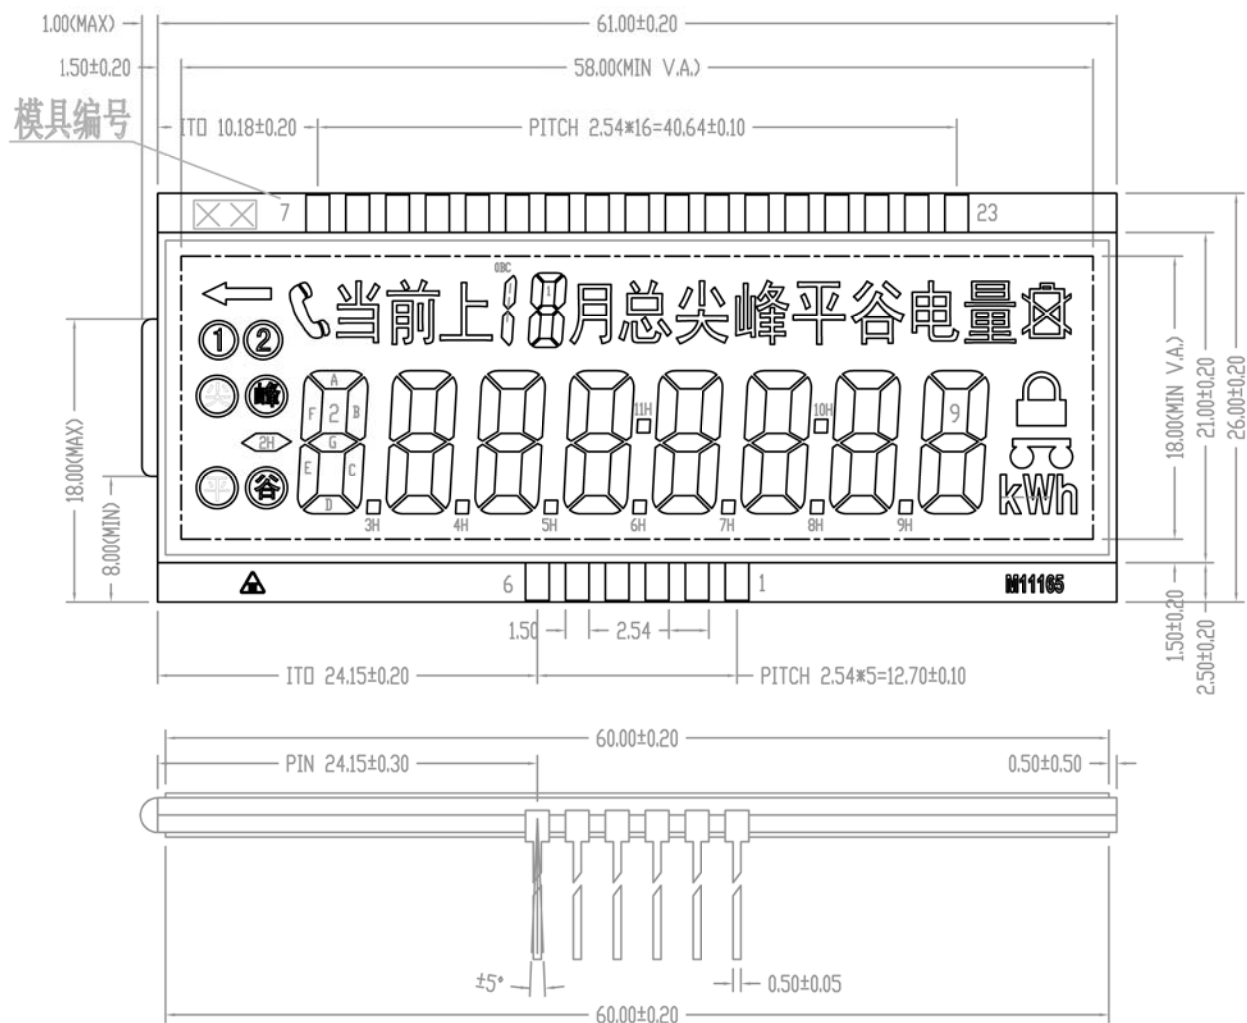 1.00(MAX) 61.00±0.20
1.50±0.20 58.00(MIN V.A.)
模具编号 ITO 10.18±0.20 PITCH 2.54*16=40.64±0.10
7 23
0BC
当前上 1 月总尖峰平谷电量
① ②
A
尖 峰 F 2 B 11H 10H 9
2H G
E C
平 谷 D kWh
3H 4H 5H 6H 7H 8H 9H
6 1 M11165
18.00(MAX) 8.00(MIN)
18.00(MIN V.A.) 21.00±0.20 26.00±0.20
1.50 2.54 1.50±0.20 2.50±0.20
ITO 24.15±0.20 PITCH 2.54*5=12.70±0.10
60.00±0.20
PIN 24.15±0.30 0.50±0.50
±5° 0.50±0.05
60.00±0.20